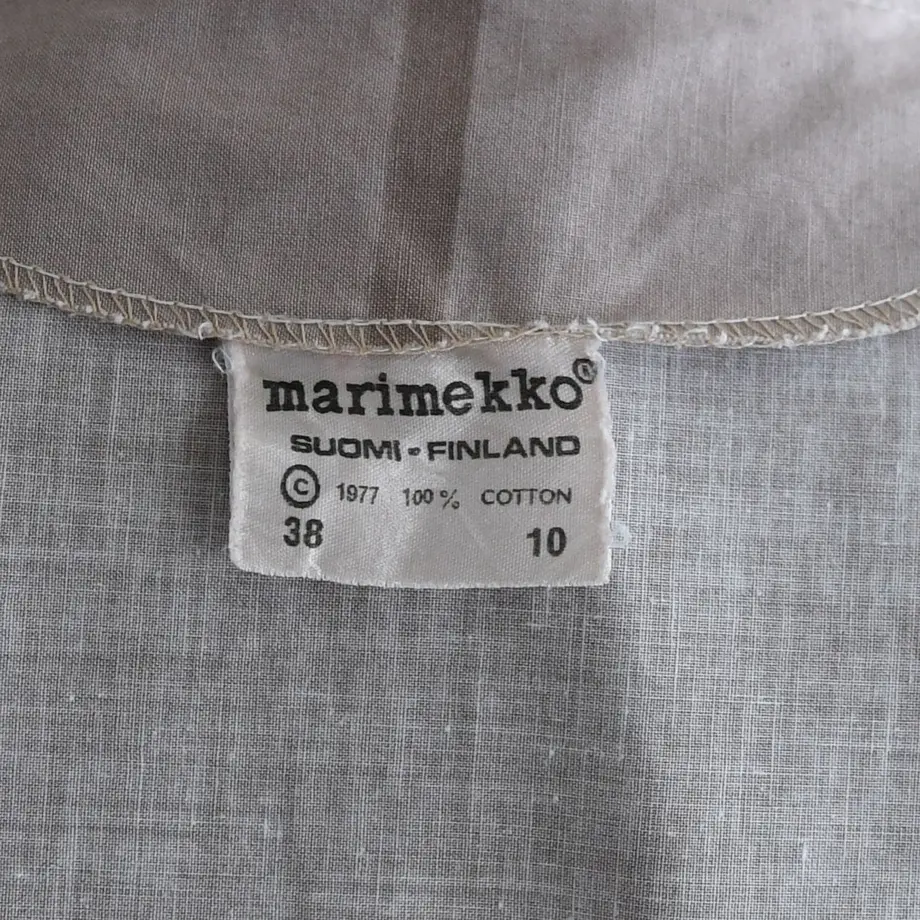 marimekko®
SUOMI - FINLAND
© 1977 100% COTTON
38 10